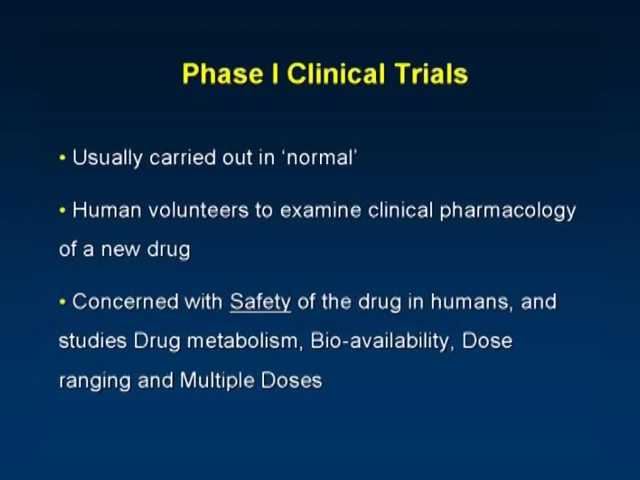 Phase I Clinical Trials
• Usually carried out in ‘normal’
• Human volunteers to examine clinical pharmacology
of a new drug
• Concerned with Safety of the drug in humans, and
studies Drug metabolism, Bio-availability, Dose
ranging and Multiple Doses